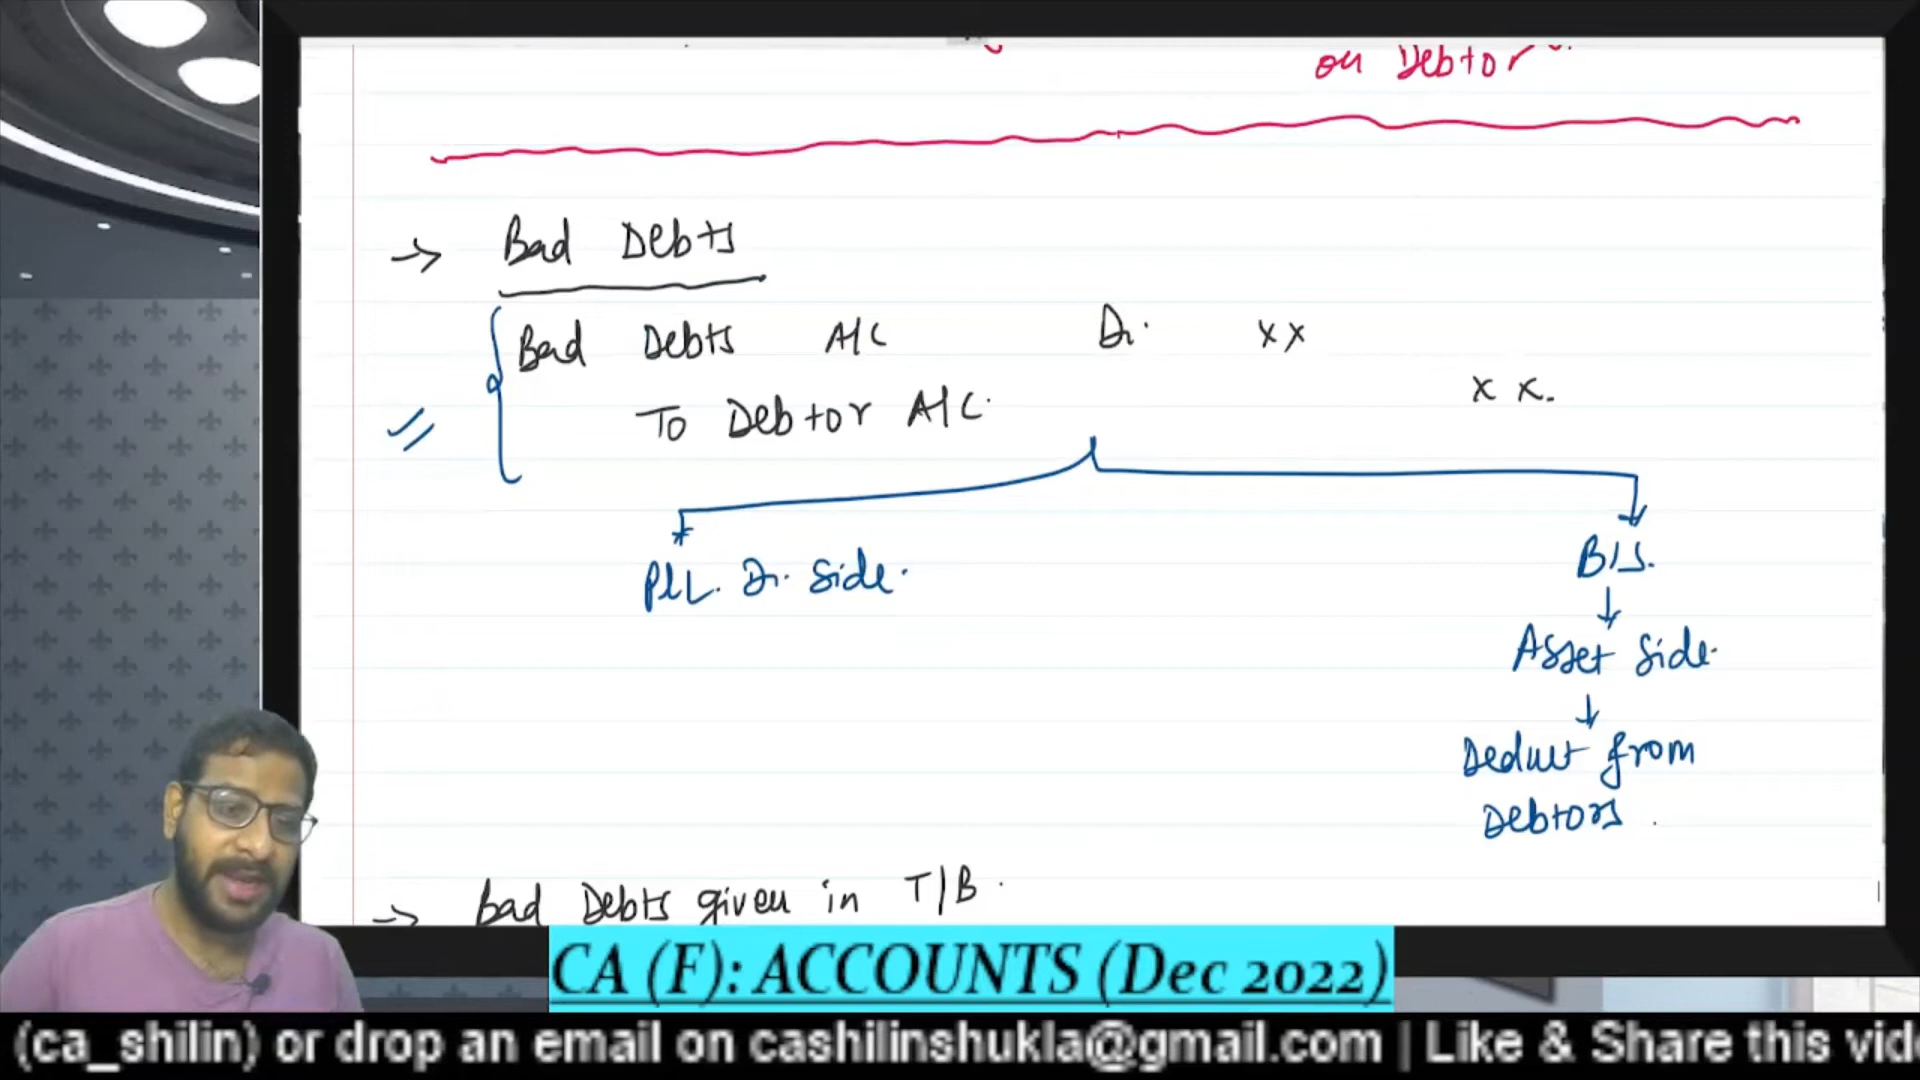 on Debtor
→ Bad Debts
Bad Debts A/c Dr. xx
To Debtor A/c. x x.
P&L. Dr. Side.
B/S.
Asset Side.
Deduct from
Debtors.
→ Bad Debts given in T/B.
CA (F): ACCOUNTS (Dec 2022)
(ca_shilin) or drop an email on cashilinshukla@gmail.com | Like & Share this vid